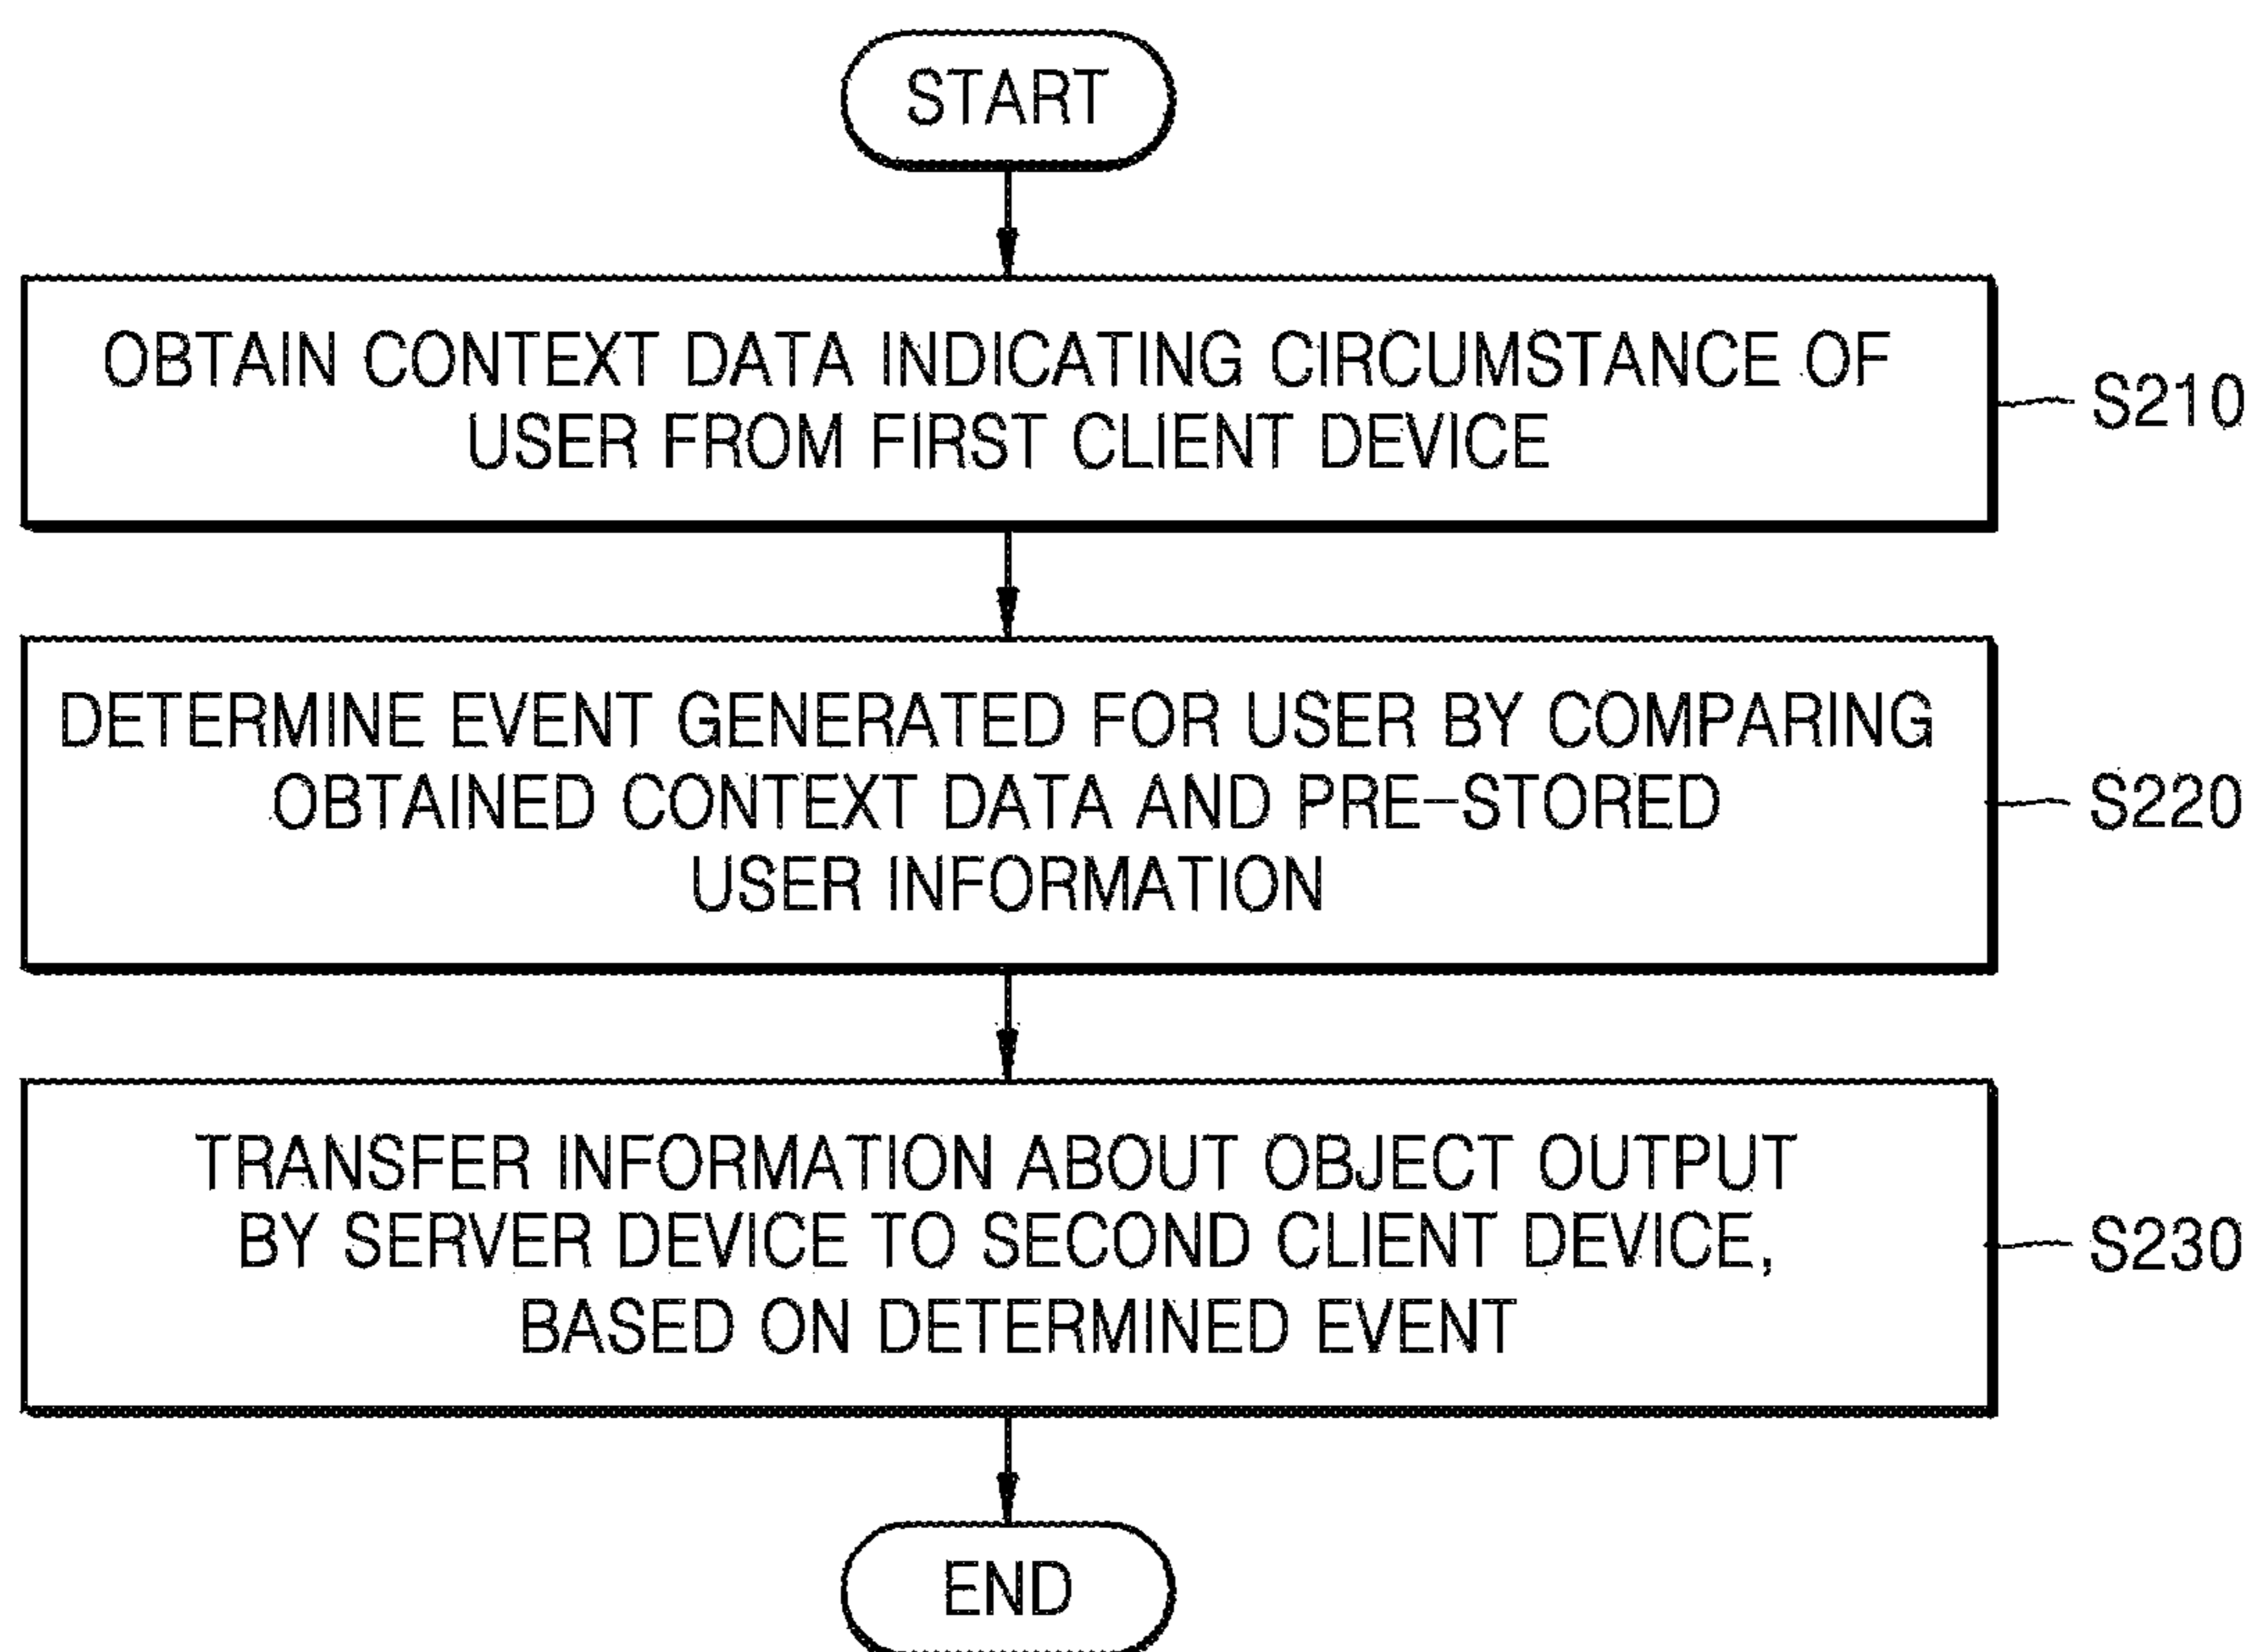 START
OBTAIN CONTEXT DATA INDICATING CIRCUMSTANCE OF
USER FROM FIRST CLIENT DEVICE
S210
DETERMINE EVENT GENERATED FOR USER BY COMPARING
OBTAINED CONTEXT DATA AND PRE-STORED
USER INFORMATION
S220
TRANSFER INFORMATION ABOUT OBJECT OUTPUT
BY SERVER DEVICE TO SECOND CLIENT DEVICE,
BASED ON DETERMINED EVENT
S230
END